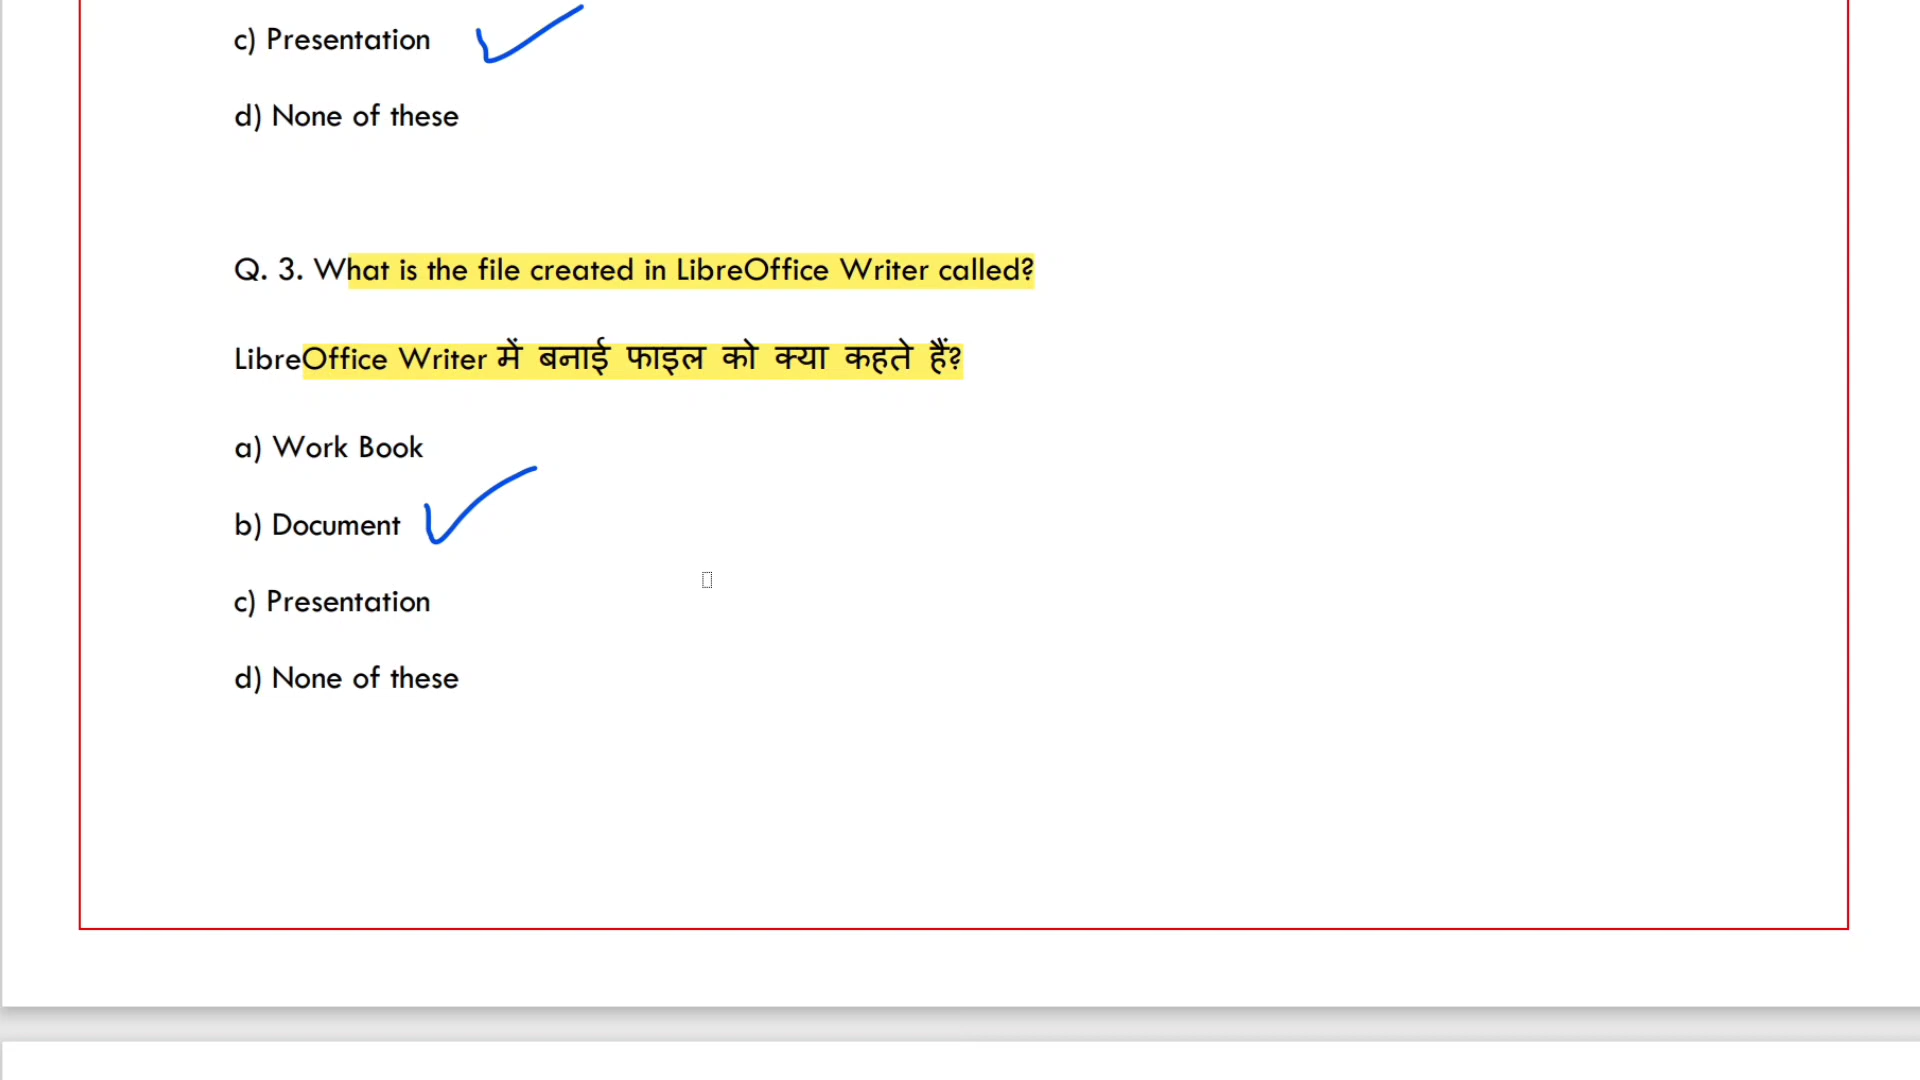 c) Presentation
d) None of these
Q. 3. What is the file created in LibreOffice Writer called?
LibreOffice Writer में बनाई फाइल को क्या कहते हैं?
a) Work Book
b) Document
c) Presentation
d) None of these